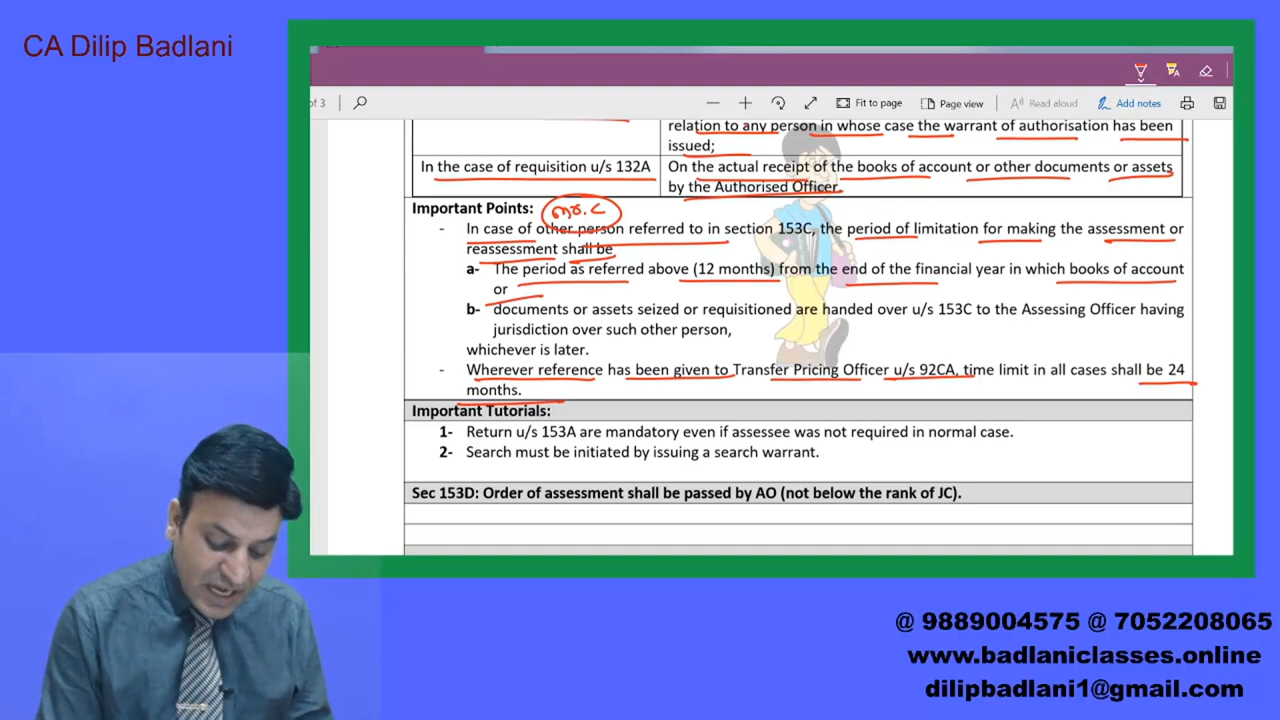 CA Dilip Badlani
of 3
Fit to page
Page view
Read aloud
Add notes
relation to any person in whose case the warrant of authorisation has been
issued;
In the case of requisition u/s 132A
On the actual receipt of the books of account or other documents or assets
by the Authorised Officer.
Important Points:
Mr. C
- In case of other person referred to in section 153C, the period of limitation for making the assessment or
reassessment shall be
a- The period as referred above (12 months) from the end of the financial year in which books of account
or
b- documents or assets seized or requisitioned are handed over u/s 153C to the Assessing Officer having
jurisdiction over such other person,
whichever is later.
- Wherever reference has been given to Transfer Pricing Officer u/s 92CA, time limit in all cases shall be 24
months.
Important Tutorials:
1- Return u/s 153A are mandatory even if assessee was not required in normal case.
2- Search must be initiated by issuing a search warrant.
Sec 153D: Order of assessment shall be passed by AO (not below the rank of JC).
@ 9889004575 @ 7052208065
www.badlaniclasses.online
dilipbadlani1@gmail.com